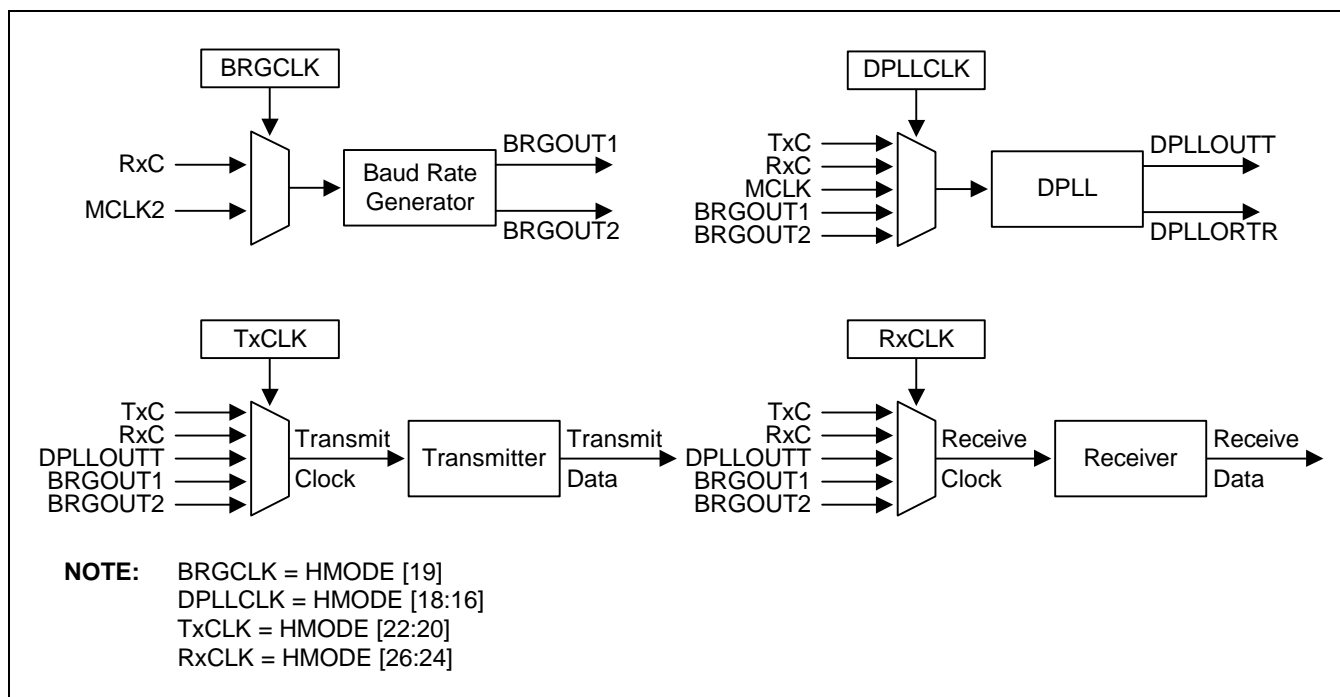 BRGCLK
RxC
MCLK2
Baud Rate
Generator
BRGOUT1
BRGOUT2
DPLLCLK
TxC
RxC
MCLK
BRGOUT1
BRGOUT2
DPLL
DPLLOUTT
DPLLORTR
TxCLK
TxC
RxC
DPLLOUTT
BRGOUT1
BRGOUT2
Transmit
Clock
Transmitter
Transmit
Data
RxCLK
TxC
RxC
DPLLOUTT
BRGOUT1
BRGOUT2
Receive
Clock
Receiver
Receive
Data
NOTE: BRGCLK = HMODE [19]
DPLLCLK = HMODE [18:16]
TxCLK = HMODE [22:20]
RxCLK = HMODE [26:24]